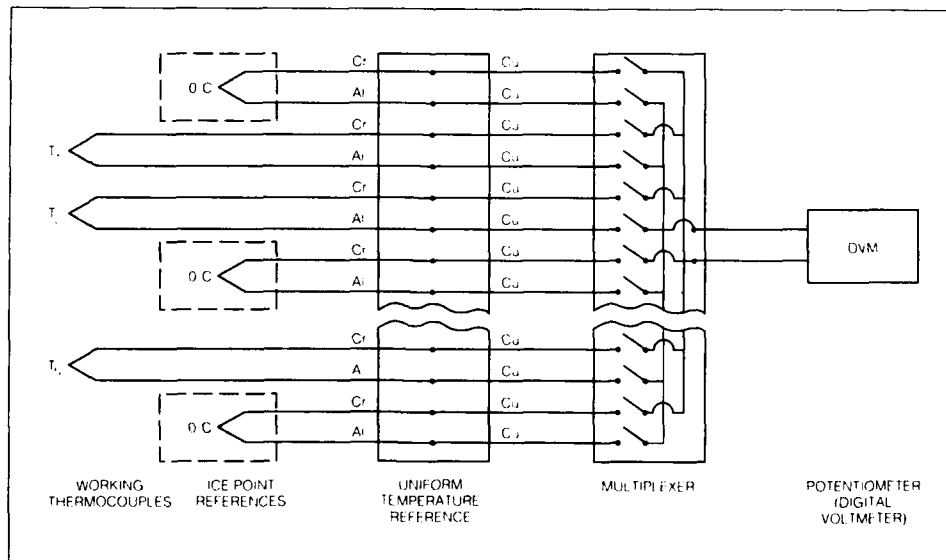 Cr
Cu
0 C
Al
Cu
Cr
Cu
Al
Cu
Cr
Cu
Al
Cu
Cr
Cu
0 C
Al
Cu
Cr
Cu
A
Cu
Cr
Cu
0 C
Al
Cu
DVM
WORKING
THERMOCOUPLES
ICE POINT
REFERENCES
UNIFORM
TEMPERATURE
REFERENCE
MULTIPLEXER
POTENTIOMETER
(DIGITAL
VOLTMETER)